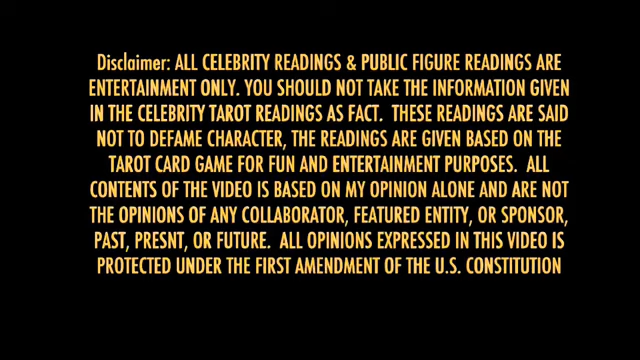 Disclaimer: ALL CELEBRITY READINGS & PUBLIC FIGURE READINGS ARE
ENTERTAINMENT ONLY. YOU SHOULD NOT TAKE THE INFORMATION GIVEN
IN THE CELEBRITY TAROT READINGS AS FACT. THESE READINGS ARE SAID
NOT TO DEFAME CHARACTER, THE READINGS ARE GIVEN BASED ON THE
TAROT CARD GAME FOR FUN AND ENTERTAINMENT PURPOSES. ALL
CONTENTS OF THE VIDEO IS BASED ON MY OPINION ALONE AND ARE NOT
THE OPINIONS OF ANY COLLABORATOR, FEATURED ENTITY, OR SPONSOR,
PAST, PRESNT, OR FUTURE. ALL OPINIONS EXPRESSED IN THIS VIDEO IS
PROTECTED UNDER THE FIRST AMENDMENT OF THE U.S. CONSTITUTION